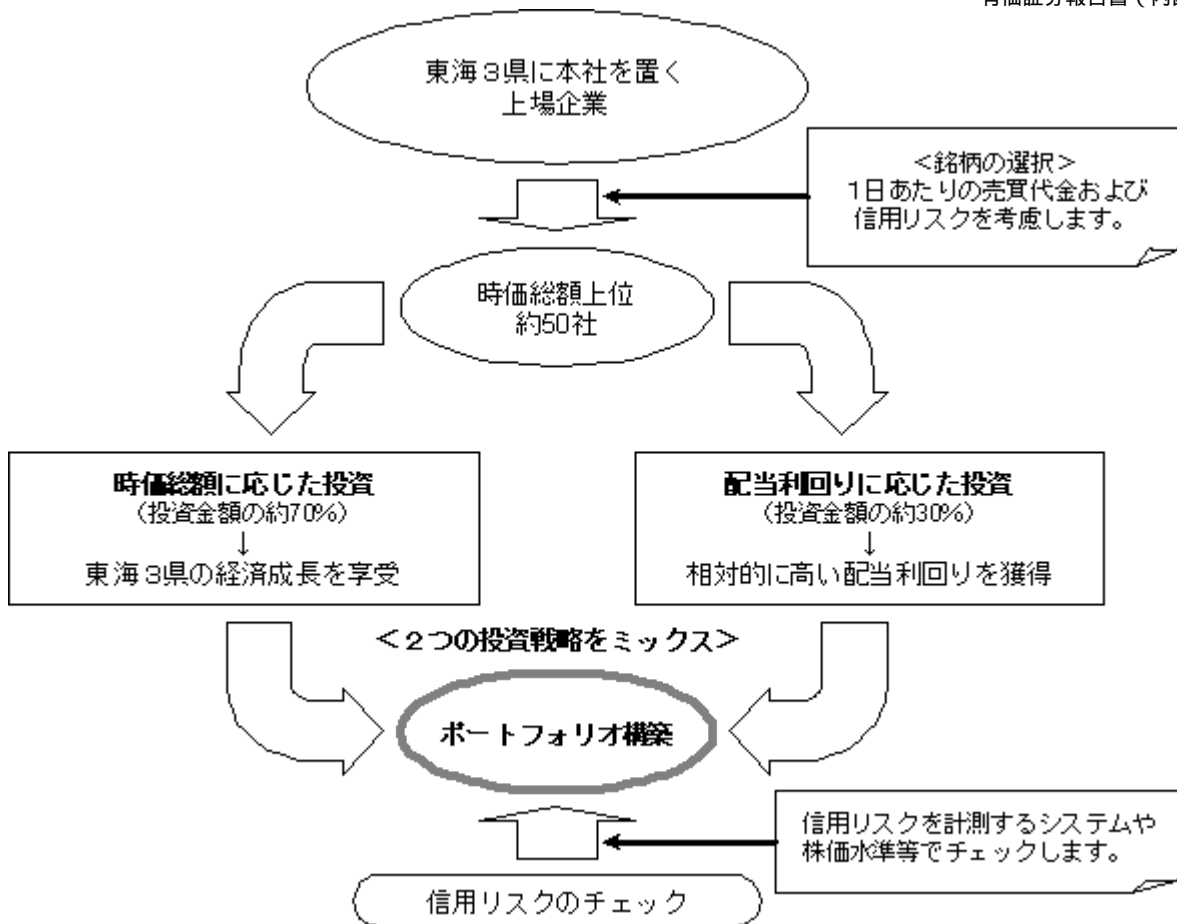 有価証券報告書（内
東海３県に本社を置く
上場企業
＜銘柄の選択＞
１日あたりの売買代金および
信用リスクを考慮します。
時価総額上位
約50社
時価総額に応じた投資
（投資金額の約70%）
↓
東海３県の経済成長を享受
配当利回りに応じた投資
（投資金額の約30%）
↓
相対的に高い配当利回りを獲得
＜２つの投資戦略をミックス＞
ポートフォリオ構築
信用リスクを計測するシステムや
株価水準等でチェックします。
信用リスクのチェック